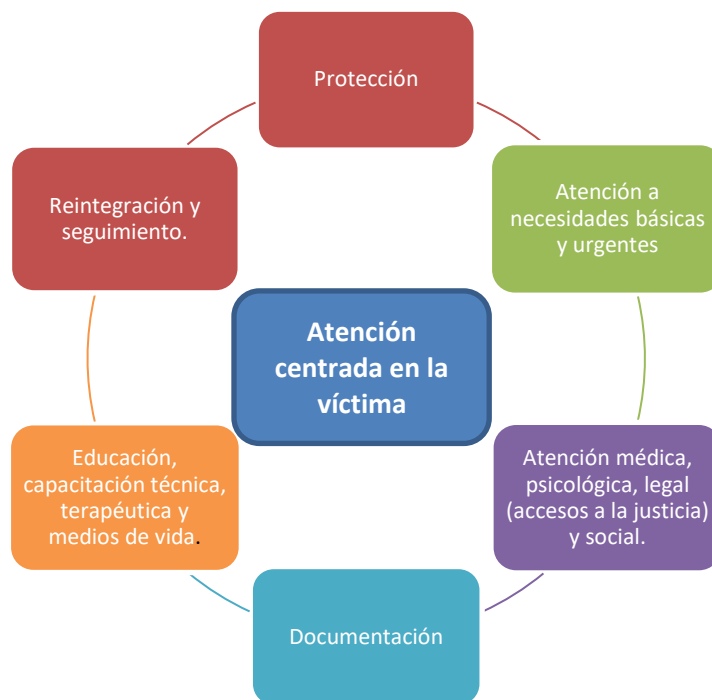 Protección
Atención a
necesidades básicas
y urgentes
Atención médica,
psicológica, legal
(accesos a la justicia)
y social.
Documentación
Educación,
capacitación técnica,
terapéutica y
medios de vida.
Reintegración y
seguimiento.
Atención
centrada en la
víctima